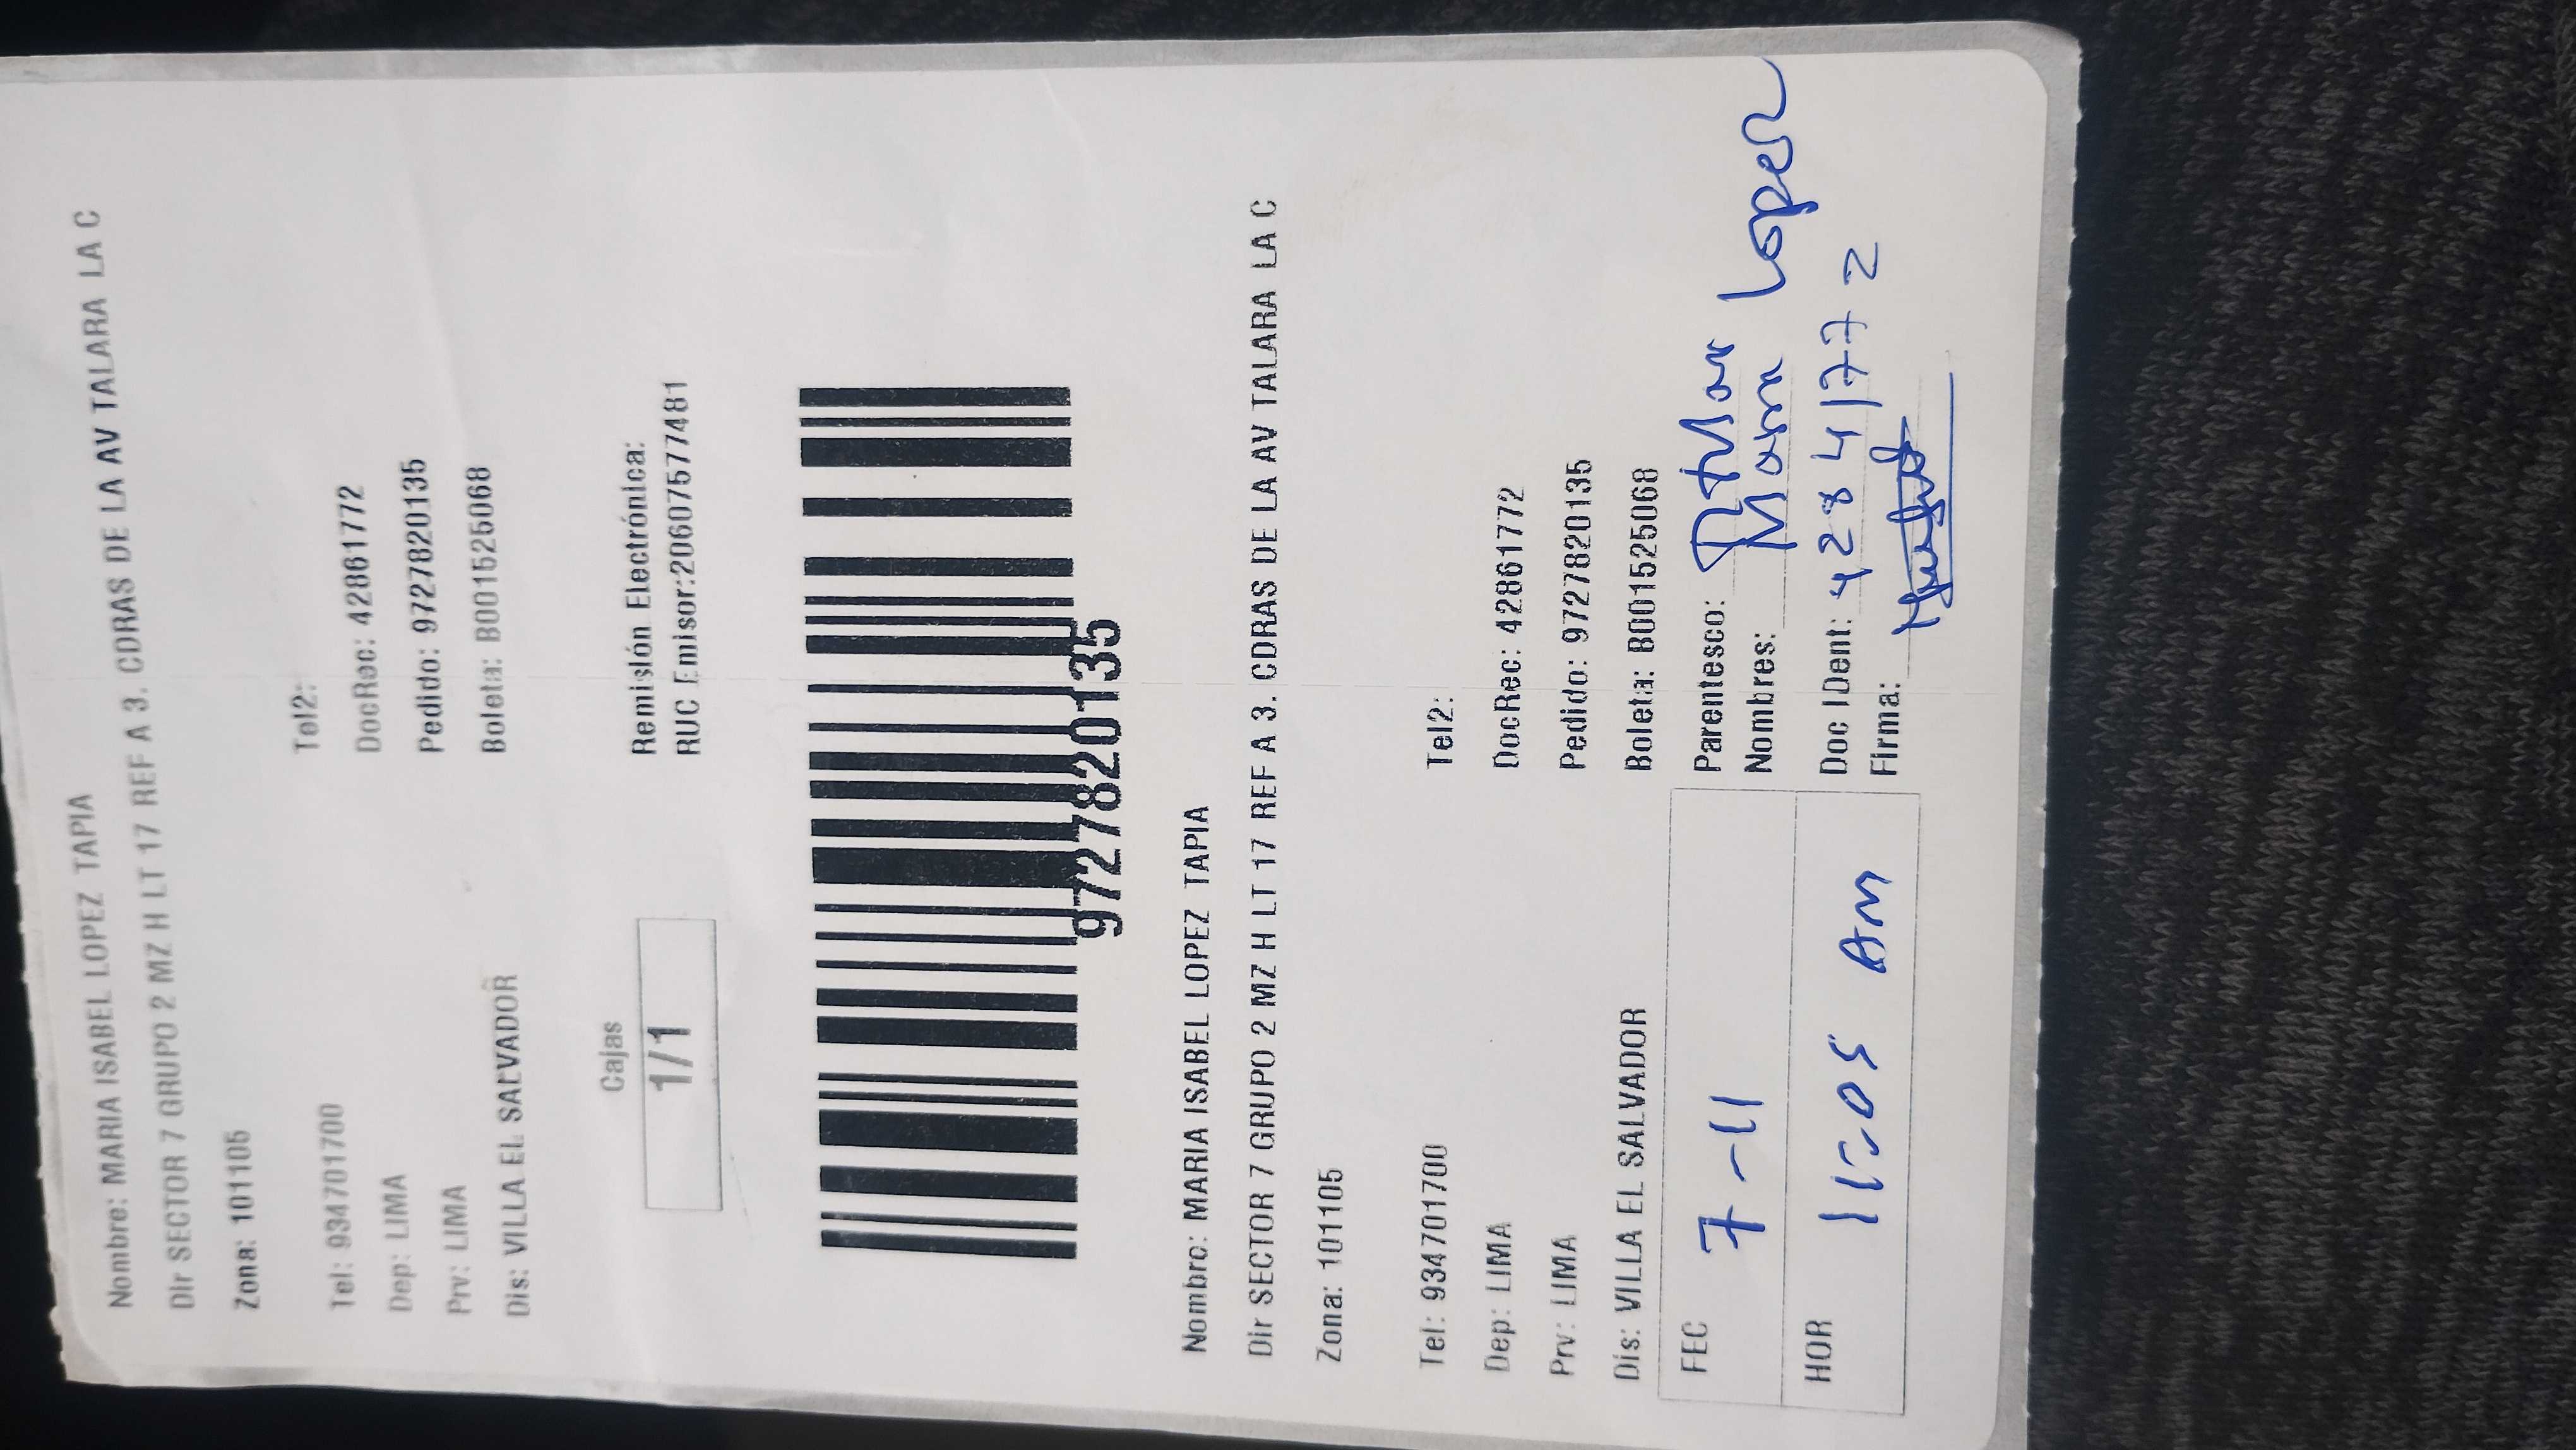 Nombre: MARIA ISABEL LOPEZ TAPIA
Dir SECTOR 7 GRUPO 2 MZ H LT 17 REF A 3. CDRAS DE LA AV TALARA LA C
Zona: 101105
Tel: 934701700 Tel2:
Dep: LIMA DocRec: 42861772
Prv: LIMA Pedido: 9727820135
Dis: VILLA EL SALVADOR Boleta: B001525068
Cajas
1/1
Remisión Electrónica:
RUC Emisor:20607577481
9727820135
Nombre: MARIA ISABEL LOPEZ TAPIA
Dir SECTOR 7 GRUPO 2 MZ H LT 17 REF A 3. CDRAS DE LA AV TALARA LA C
Zona: 101105
Tel: 934701700 Tel2:
Dep: LIMA DocRec: 42861772
Prv: LIMA Pedido: 9727820135
Dis: VILLA EL SALVADOR Boleta: B001525068
FEC 7-11
HOR 11:05 AM
Parentesco: Titular
Nombres: Maria Lopez
Doc IDent: 42841772
Firma: